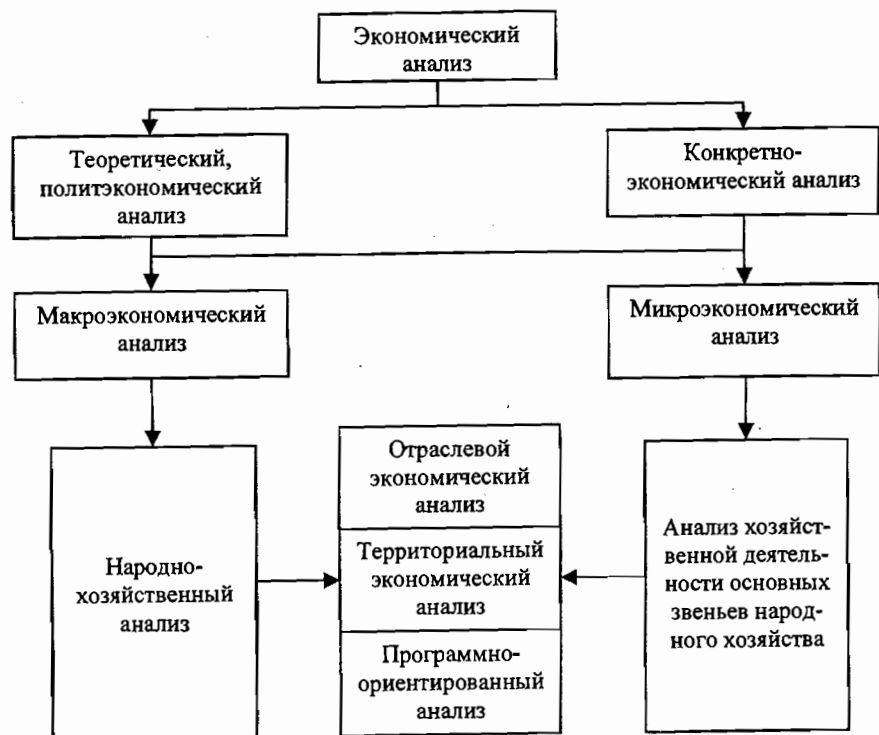 Экономический
анализ
Теоретический,
политэкономический
анализ
Конкретно-
экономический анализ
Макроэкономический
анализ
Микроэкономический
анализ
Народно-
хозяйственный
анализ
Отраслевой
экономический
анализ
Территориальный
экономический
анализ
Программно-
ориентированный
анализ
Анализ хозяйст-
венной деятель-
ности основных
звеньев народ-
ного хозяйства